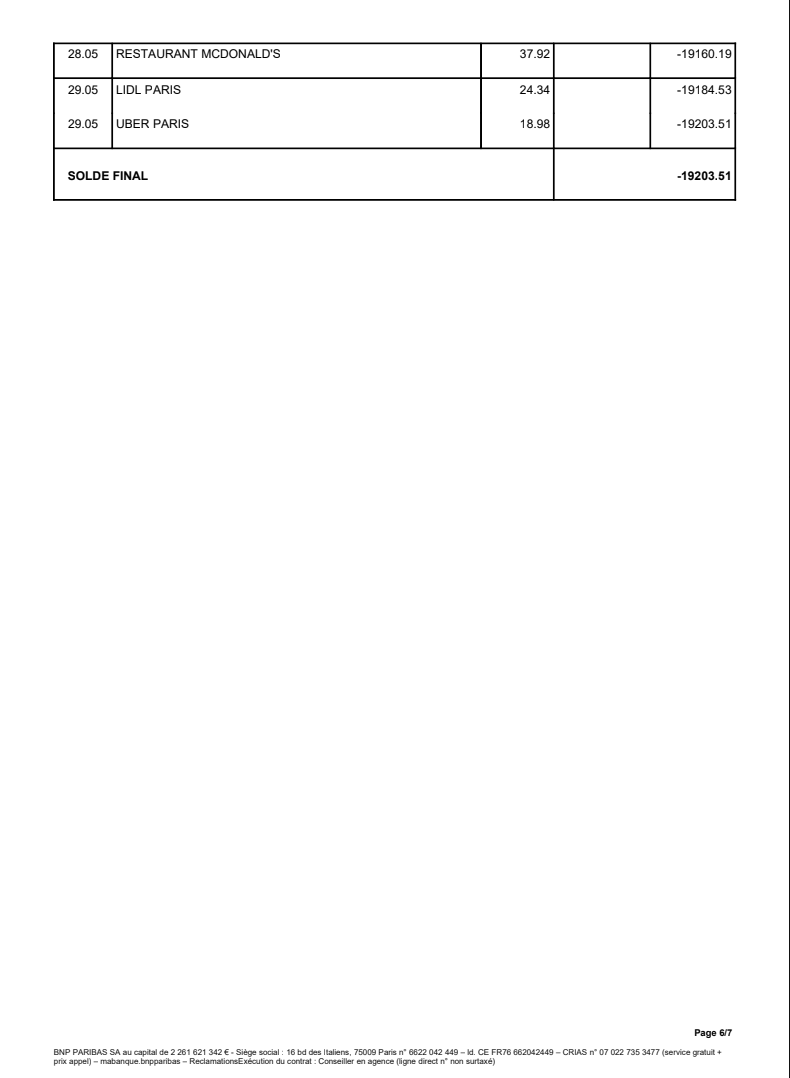 28.05 RESTAURANT MCDONALD'S 37.92 -19160.19
29.05 LIDL PARIS 24.34 -19184.53
29.05 UBER PARIS 18.98 -19203.51
SOLDE FINAL -19203.51
Page 6/7
BNP PARIBAS SA au capital de 2 261 621 342 € - Siège social : 16 bd des Italiens, 75009 Paris n° 6622 042 449 – Id. CE FR76 662042449 – CRIAS n° 07 022 735 3477 (service gratuit +
prix appel) – mabanque.bnpparibas – ReclamationsExécution du contrat : Conseiller en agence (ligne direct n° non surtaxé)